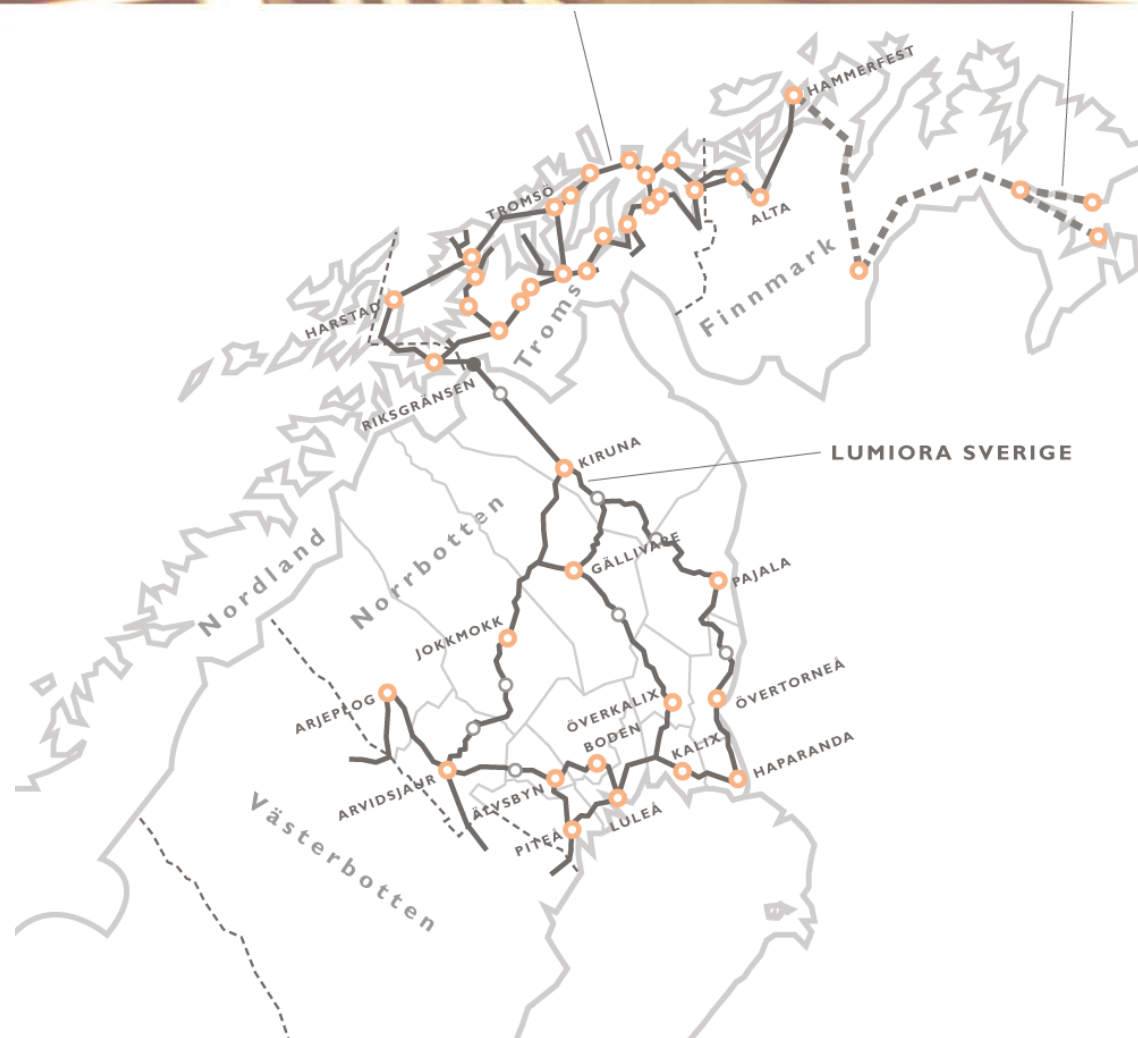 HAMMERFEST
TROMSÖ
ALTA
Finnmark
HARSTAD
Troms
RIKSGRÄNSEN
KIRUNA
LUMIORA SVERIGE
Norrbotten
Nordland
GÄLLIVARE
PAJALA
JOKKMOKK
ARJEPLOG
ÖVERKALIX
ÖVERTORNEÅ
BODEN
KALIX
HAPARANDA
ARVIDSJAUR
ÄLVSBYN
LULEÅ
PITEÅ
Västerbotten